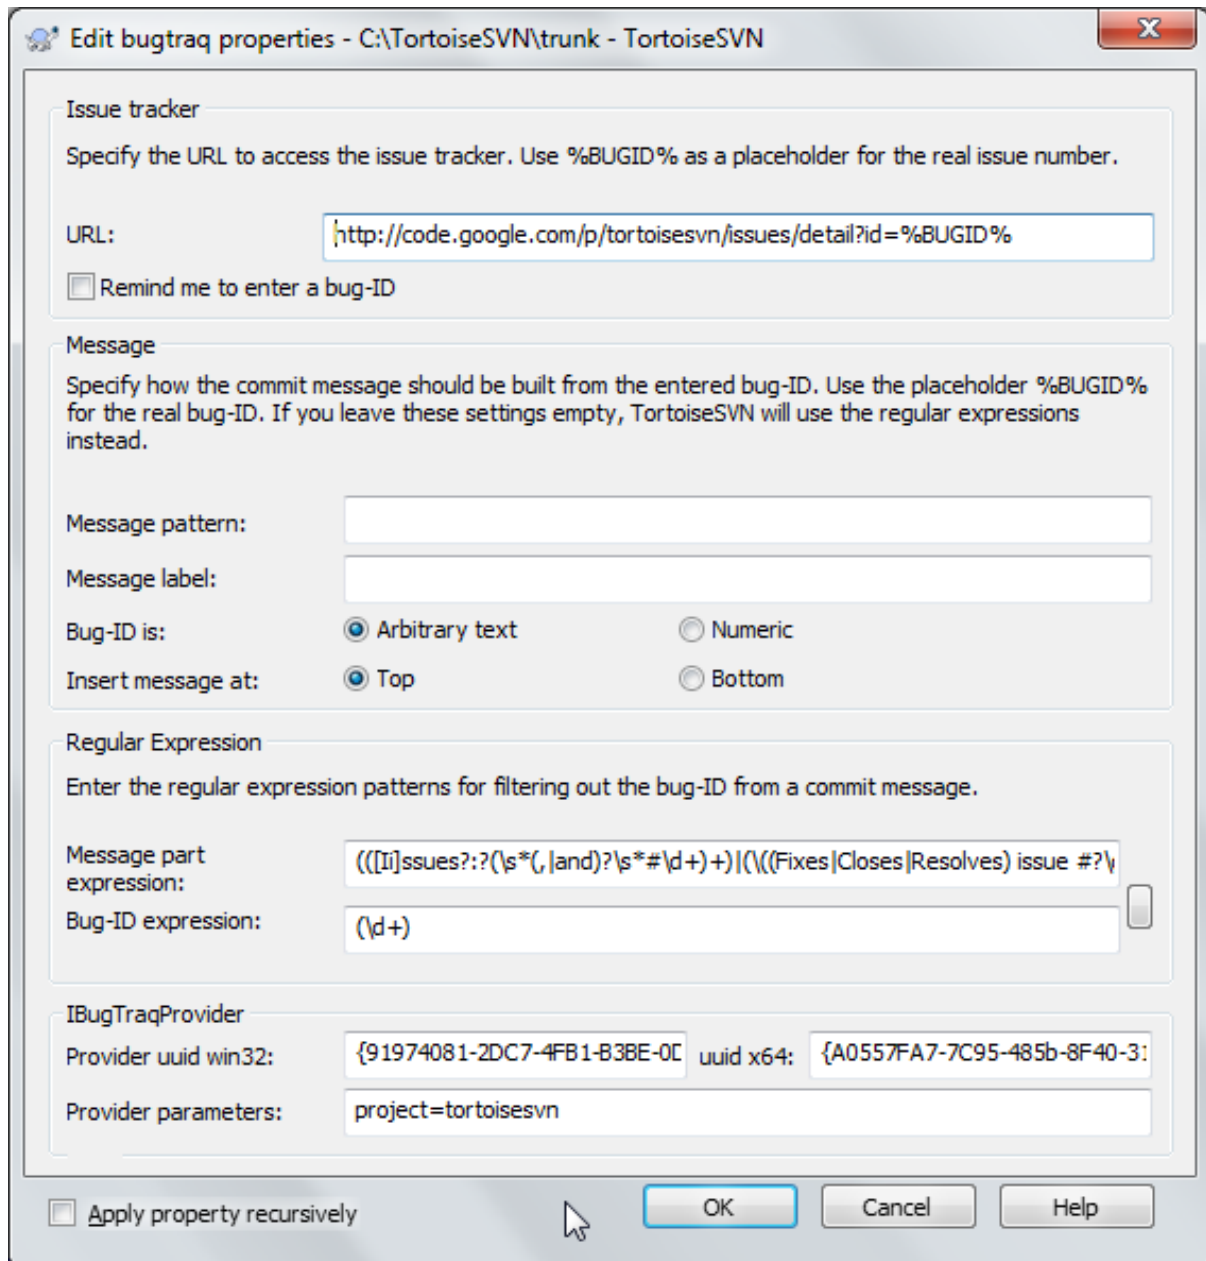 Edit bugtraq properties - C:\TortoiseSVN\trunk - TortoiseSVN
Issue tracker
Specify the URL to access the issue tracker. Use %BUGID% as a placeholder for the real issue number.
URL: http://code.google.com/p/tortoisesvn/issues/detail?id=%BUGID%
Remind me to enter a bug-ID
Message
Specify how the commit message should be built from the entered bug-ID. Use the placeholder %BUGID%
for the real bug-ID. If you leave these settings empty, TortoiseSVN will use the regular expressions
instead.
Message pattern:
Message label:
Bug-ID is: Arbitrary text Numeric
Insert message at: Top Bottom
Regular Expression
Enter the regular expression patterns for filtering out the bug-ID from a commit message.
Message part
expression: (([Ii]ssues?:?(\s*(,|and)?\s*#\d+)+)|(\((Fixes|Closes|Resolves) issue #?\
Bug-ID expression: (\d+)
IBugTraqProvider
Provider uuid win32: {91974081-2DC7-4FB1-B3BE-0D uuid x64: {A0557FA7-7C95-485b-8F40-31
Provider parameters: project=tortoisesvn
Apply property recursively OK Cancel Help